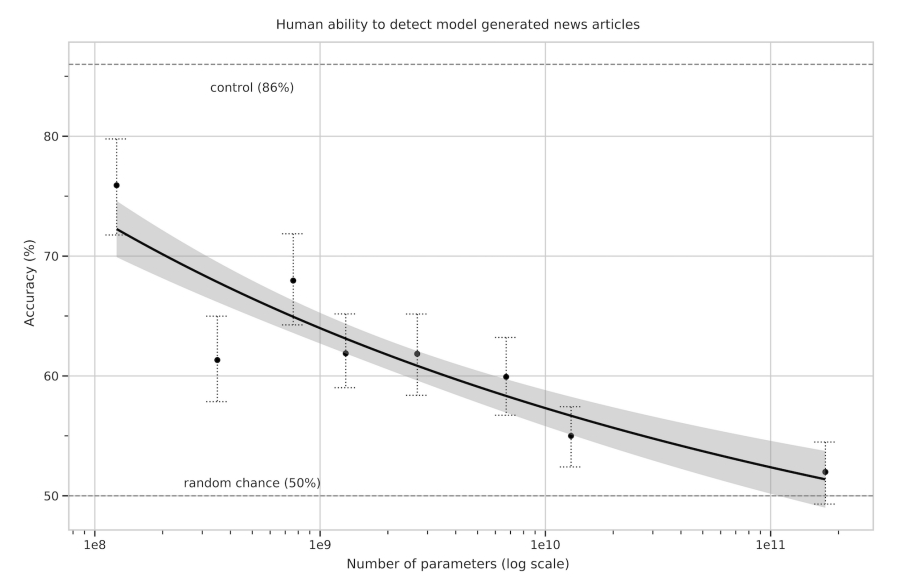 Human ability to detect model generated news articles
control (86%)
80
70
60
50
Accuracy (%)
random chance (50%)
1e8
1e9
1e10
1e11
Number of parameters (log scale)